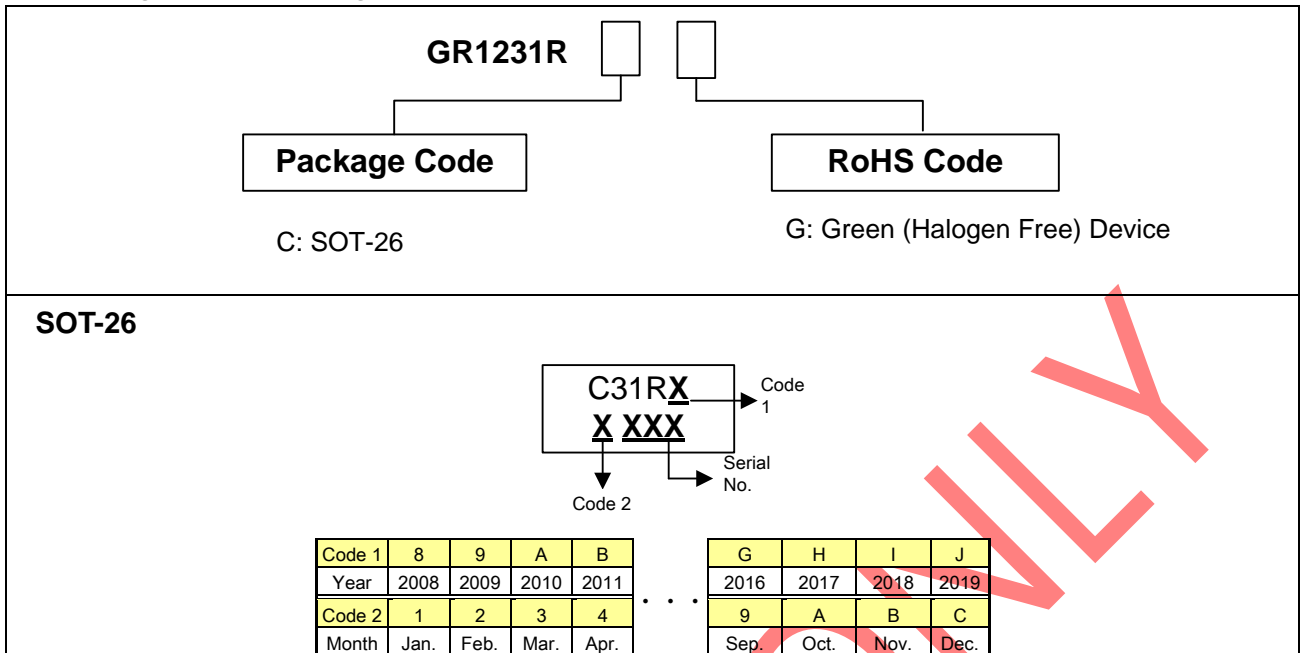 GR1231R
Package Code
RoHS Code
C: SOT-26
G: Green (Halogen Free) Device
SOT-26
C31RX
Code 1
X XXX
Serial No.
Code 2
Code 1 8 9 A B G H I J
Year 2008 2009 2010 2011 . . . 2016 2017 2018 2019
Code 2 1 2 3 4 9 A B C
Month Jan. Feb. Mar. Apr. Sep. Oct. Nov. Dec.
NLY